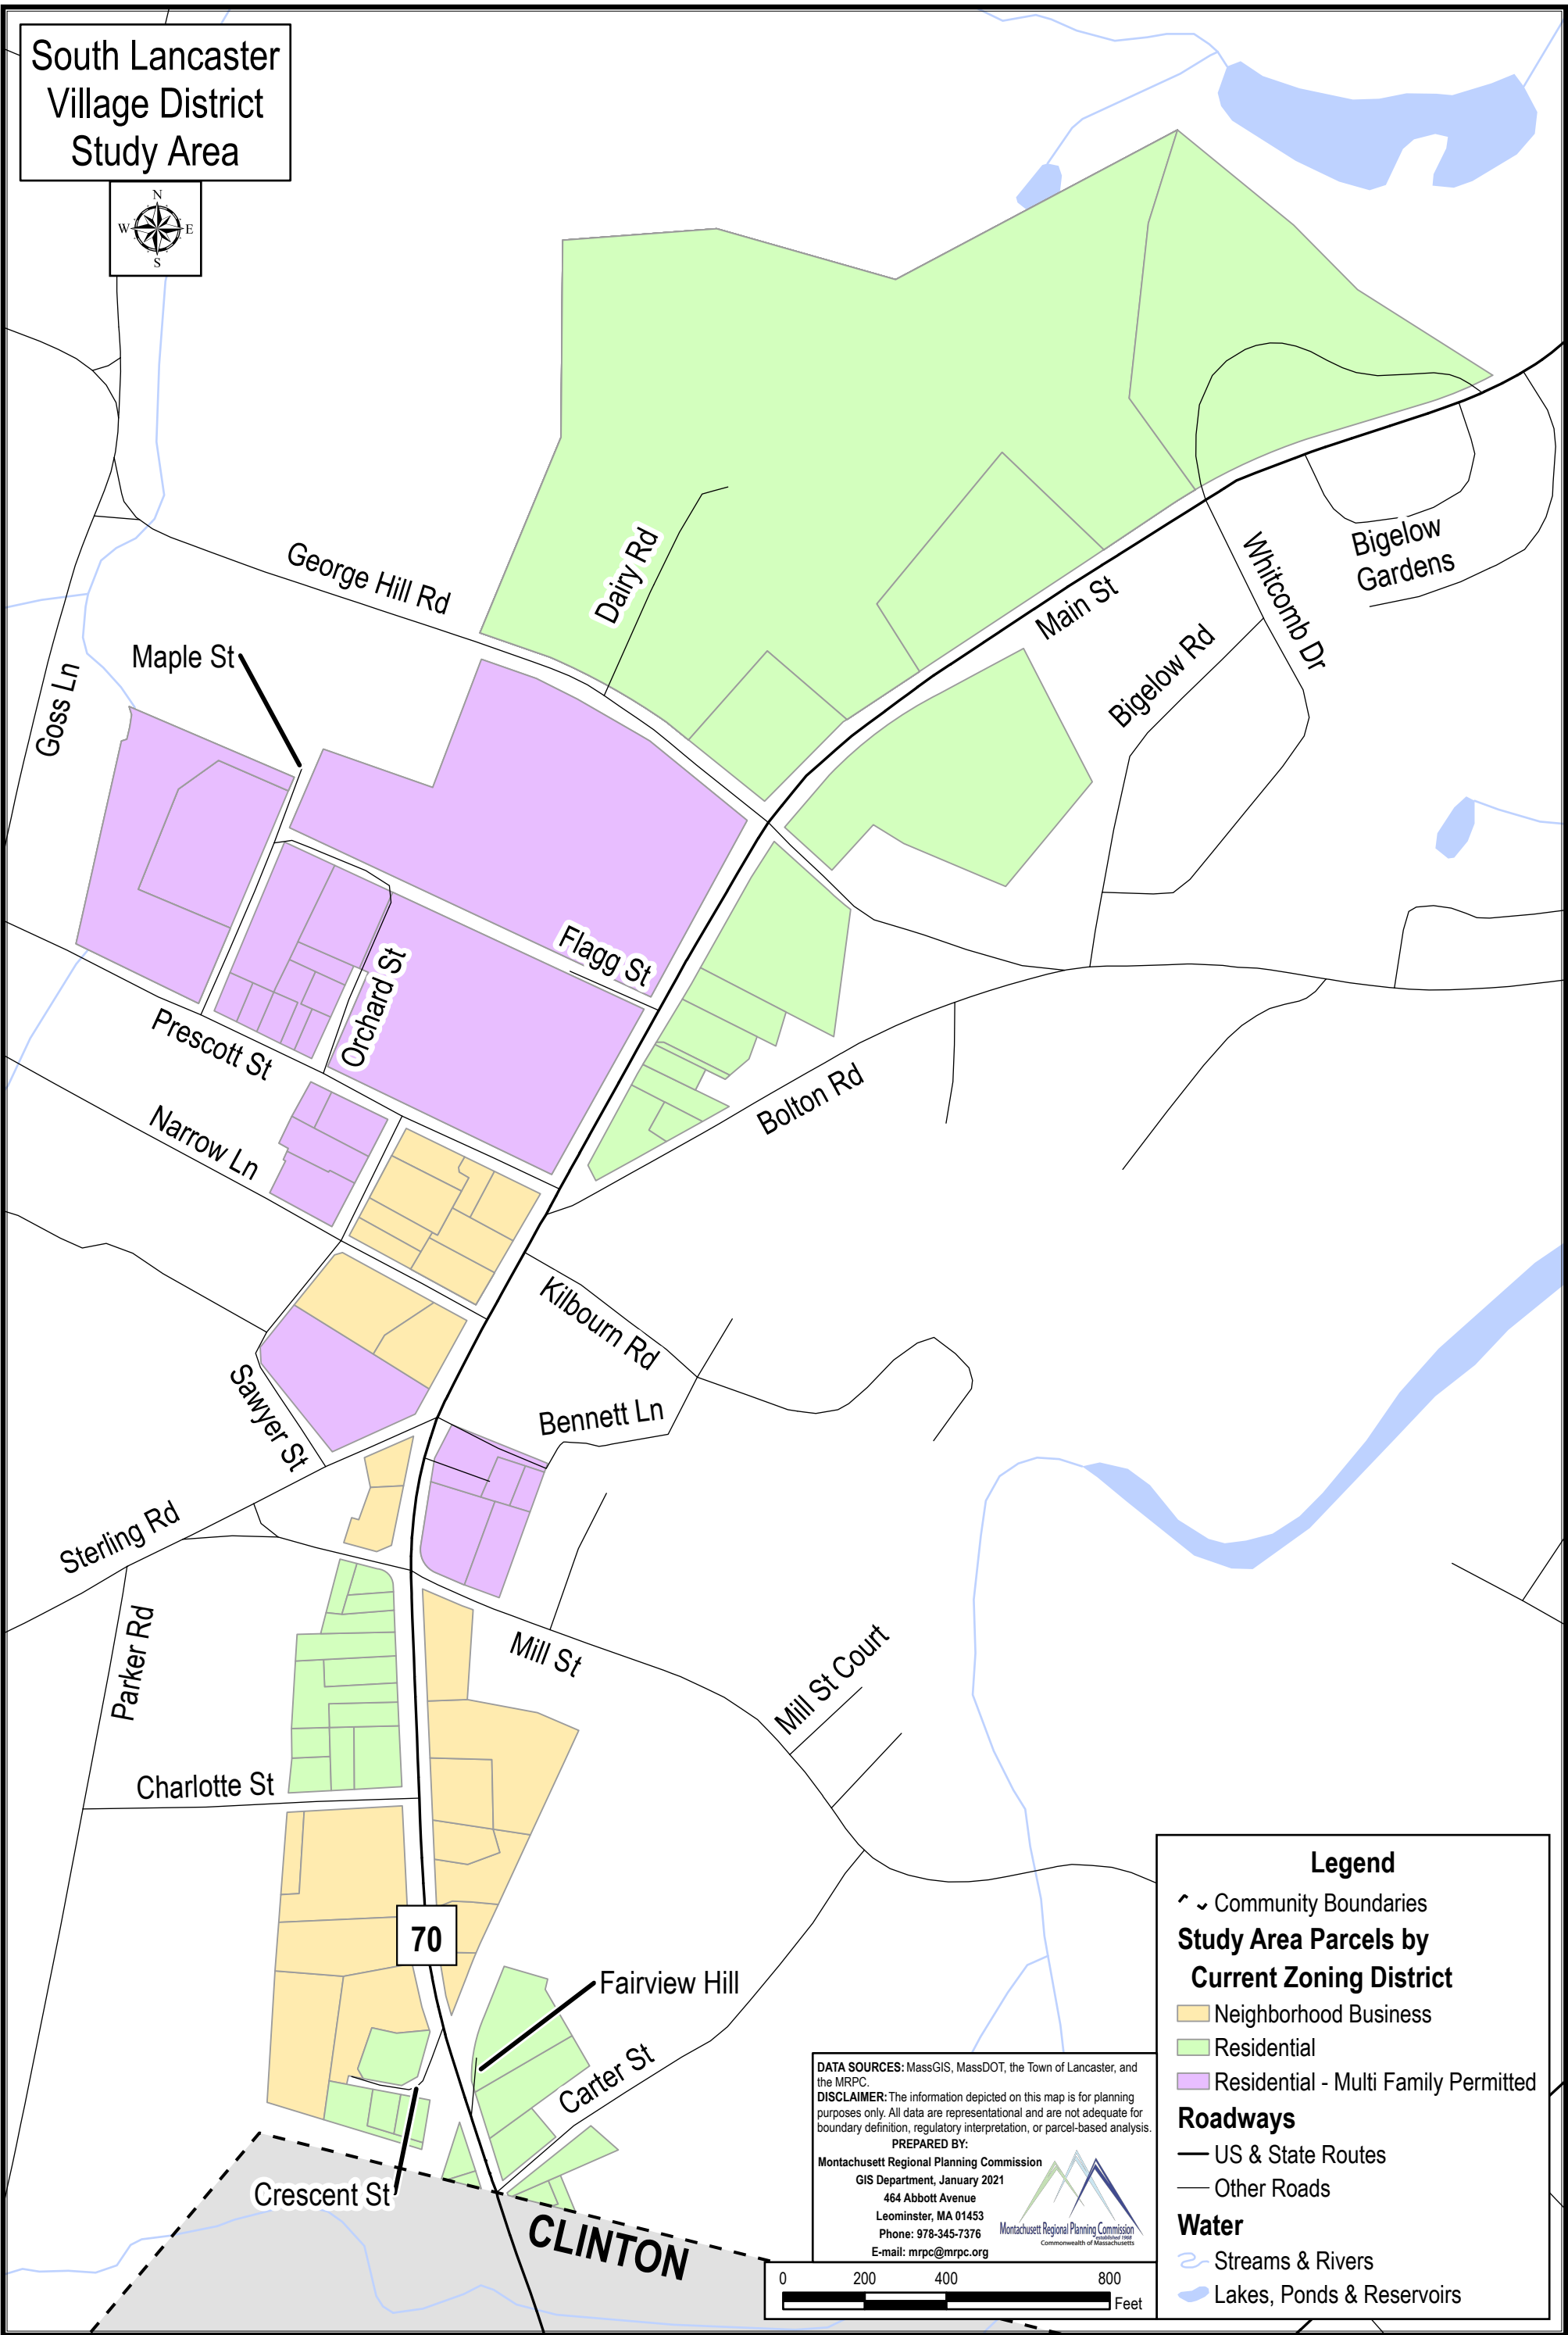 South Lancaster
Village District
Study Area
N
W E
S
George Hill Rd
Dairy Rd
Main St
Whitcomb Dr
Bigelow
Gardens
Bigelow Rd
Maple St
Goss Ln
Flagg St
Orchard St
Prescott St
Narrow Ln
Bolton Rd
Kilbourn Rd
Sawyer St
Bennett Ln
Sterling Rd
Parker Rd
Mill St
Mill St Court
Charlotte St
70
Fairview Hill
Carter St
Crescent St
CLINTON
Legend
Community Boundaries
Study Area Parcels by
Current Zoning District
Neighborhood Business
Residential
Residential - Multi Family Permitted
Roadways
US & State Routes
Other Roads
Water
Streams & Rivers
Lakes, Ponds & Reservoirs
DATA SOURCES: MassGIS, MassDOT, the Town of Lancaster, and
the MRPC.
DISCLAIMER: The information depicted on this map is for planning
purposes only. All data are representational and are not adequate for
boundary definition, regulatory interpretation, or parcel-based analysis.
PREPARED BY:
Montachusett Regional Planning Commission
GIS Department, January 2021
464 Abbott Avenue
Leominster, MA 01453
Phone: 978-345-7376
E-mail: mrpc@mrpc.org
Montachusett Regional Planning Commission
established 1968
Commonwealth of Massachusetts
0 200 400 800
Feet